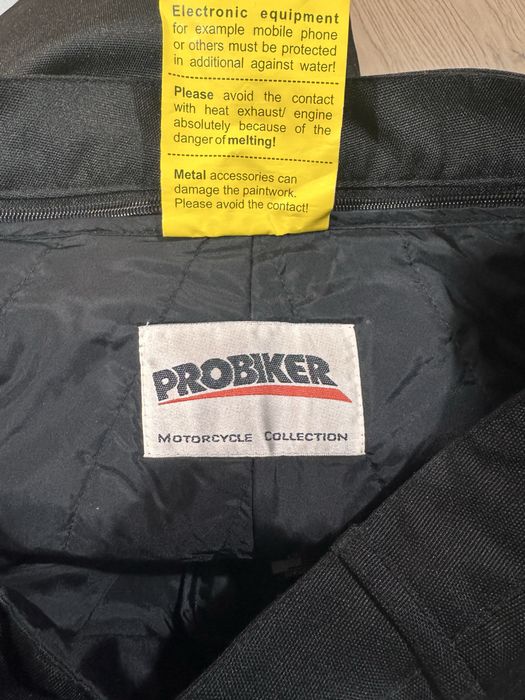 Electronic equipment
for example mobile phone
or others must be protected
in additional against water!
Please avoid the contact
with heat exhaust/ engine
absolutely because of the
danger of melting!
Metal accessories can
damage the paintwork.
Please avoid the contact!
PROBIKER
MOTORCYCLE COLLECTION